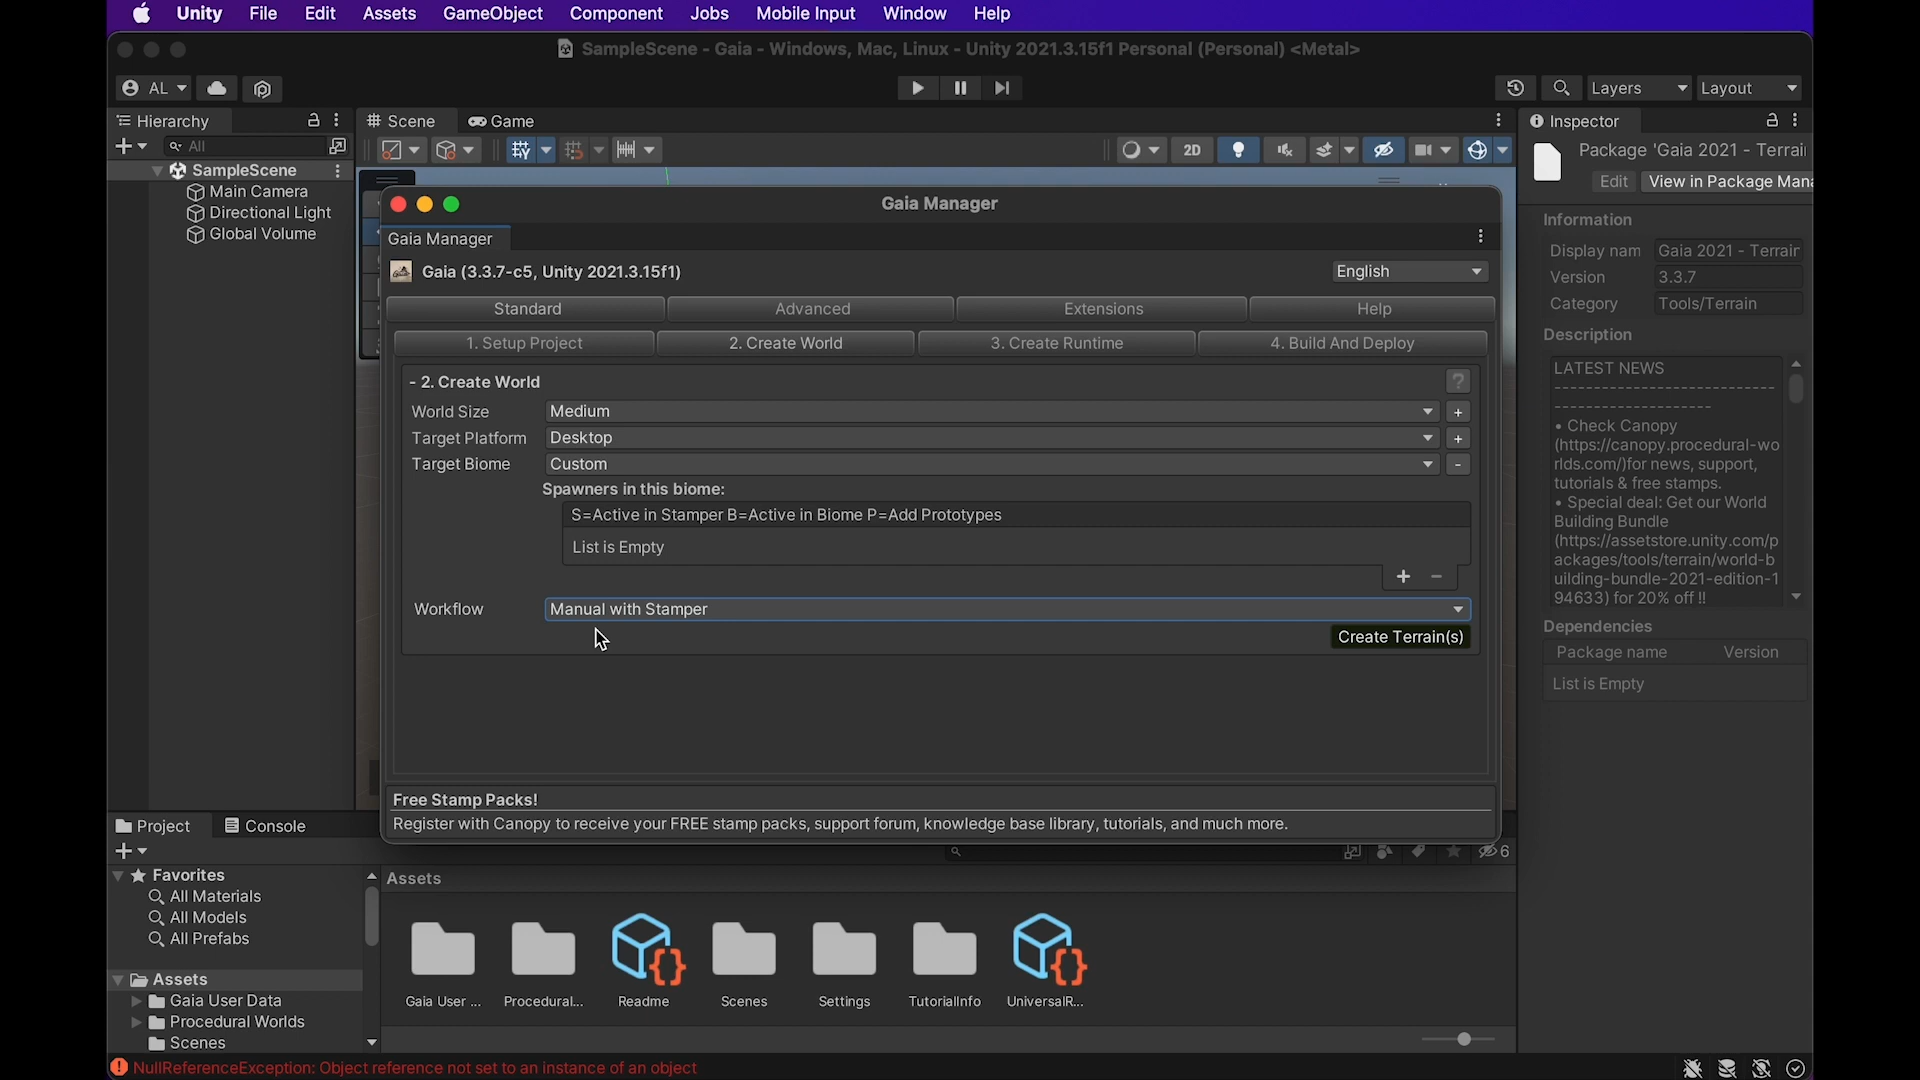 Unity File Edit Assets GameObject Component Jobs Mobile Input Window Help
SampleScene - Gaia - Windows, Mac, Linux - Unity 2021.3.15f1 Personal (Personal) <Metal>
AL
Layers
Layout
Hierarchy
Scene
Game
Inspector
All
2D
Package 'Gaia 2021 - Terrai
Edit
View in Package Mana
SampleScene
Main Camera
Directional Light
Global Volume
Gaia Manager
Gaia Manager
Gaia (3.3.7-c5, Unity 2021.3.15f1)
English
Standard
Advanced
Extensions
Help
1. Setup Project
2. Create World
3. Create Runtime
4. Build And Deploy
- 2. Create World
?
World Size
Medium
+
Target Platform
Desktop
+
Target Biome
Custom
-
Spawners in this biome:
S=Active in Stamper B=Active in Biome P=Add Prototypes
List is Empty
+ -
Workflow
Manual with Stamper
Create Terrain(s)
Free Stamp Packs!
Register with Canopy to receive your FREE stamp packs, support forum, knowledge base library, tutorials, and much more.
Information
Display nam
Gaia 2021 - Terrair
Version
3.3.7
Category
Tools/Terrain
Description
LATEST NEWS
-----------------------------
--------------------
• Check Canopy
(https://canopy.procedural-wo
rlds.com/)for news, support,
tutorials & free stamps.
• Special deal: Get our World
Building Bundle
(https://assetstore.unity.com/p
ackages/tools/terrain/world-b
uilding-bundle-2021-edition-1
94633) for 20% off !!
Dependencies
Package name
Version
List is Empty
Project
Console
6
Favorites
All Materials
All Models
All Prefabs
Assets
Gaia User Data
Procedural Worlds
Scenes
Assets
Gaia User ...
Procedural...
Readme
Scenes
Settings
TutorialInfo
UniversalR...
NullReferenceException: Object reference not set to an instance of an object